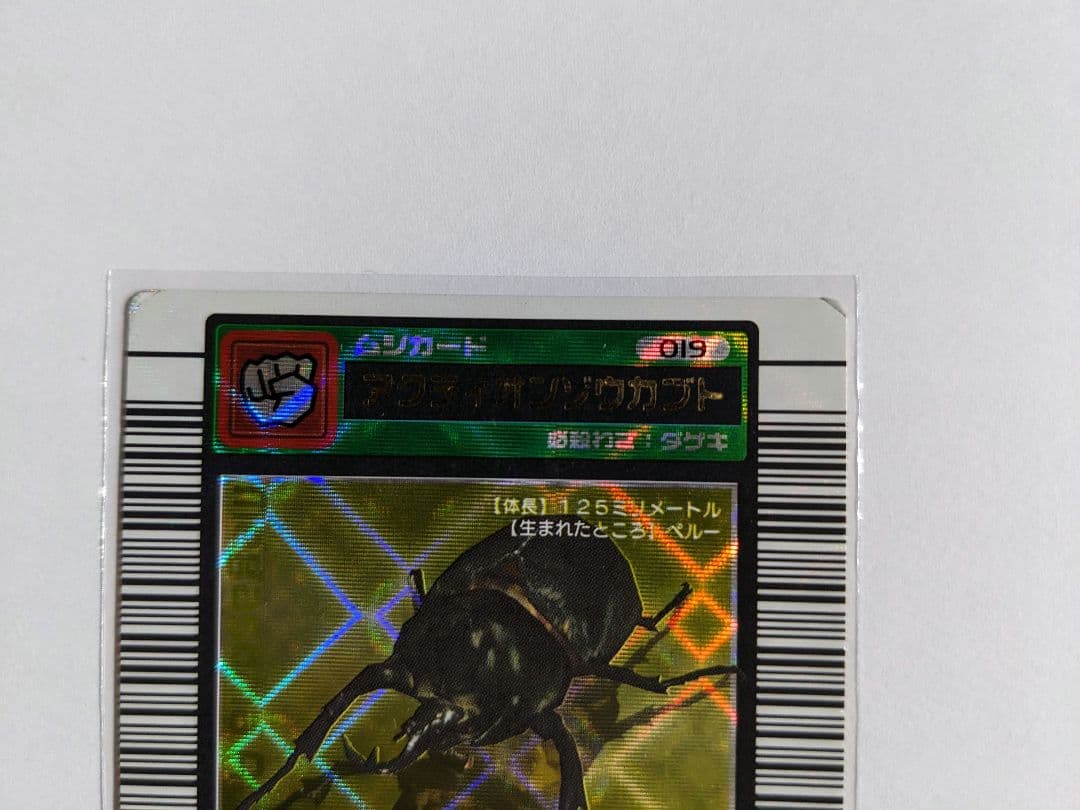 ムシカード 019
アクティオンゾウカブト
必殺わざ：ダゲキ
【体長】125ミリメートル
【生まれたところ】ペルー